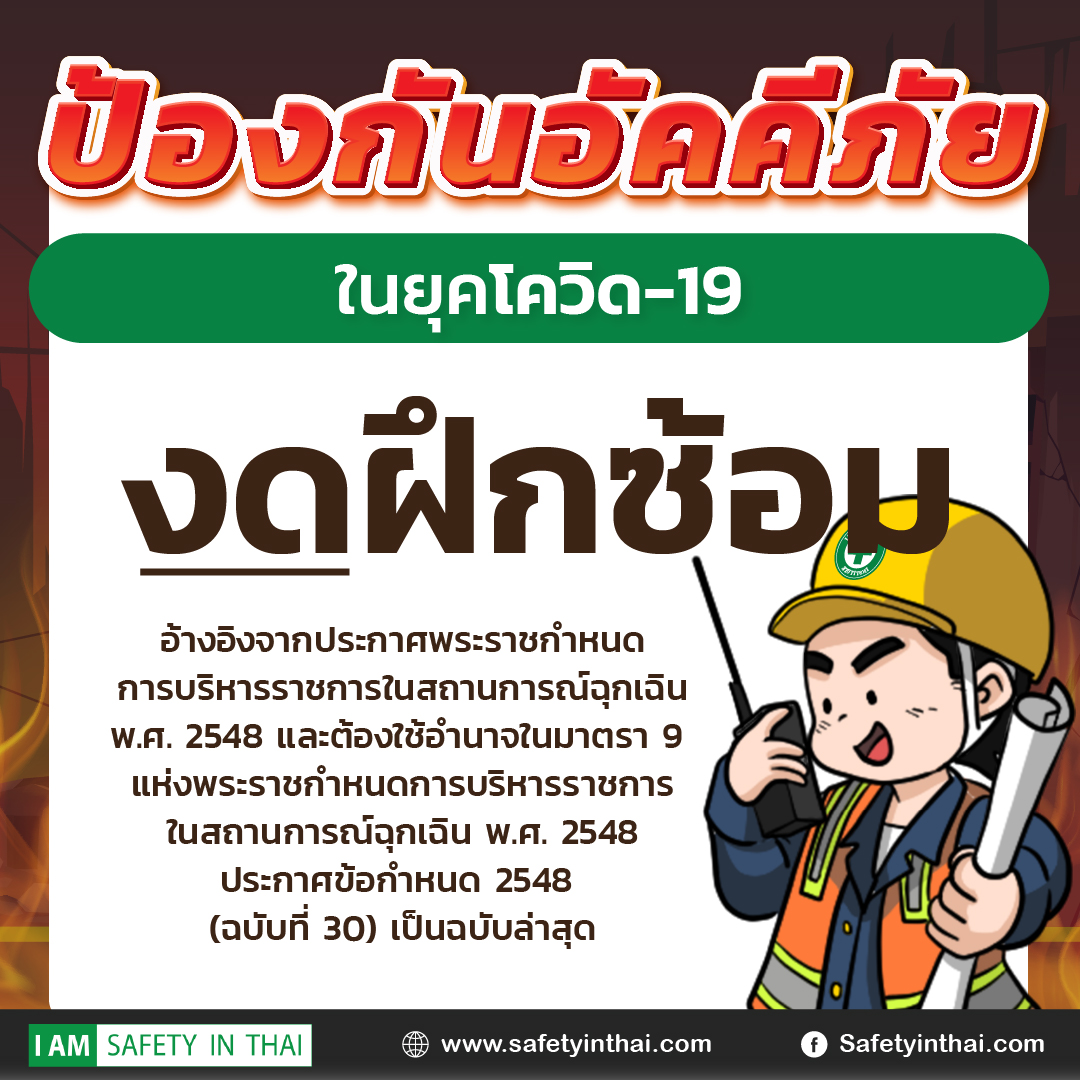 ป้องกันอัคคีภัย
ในยุคโควิด-19
งดฝึกซ้อม
อ้างอิงจากประกาศพระราชกำหนด
การบริหารราชการในสถานการณ์ฉุกเฉิน
พ.ศ. 2548 และต้องใช้อำนาจในมาตรา 9
แห่งพระราชกำหนดการบริหารราชการ
ในสถานการณ์ฉุกเฉิน พ.ศ. 2548
ประกาศข้อกำหนด 2548
(ฉบับที่ 30) เป็นฉบับล่าสุด
I AM SAFETY IN THAI
www.safetyinthai.com
Safetyinthai.com